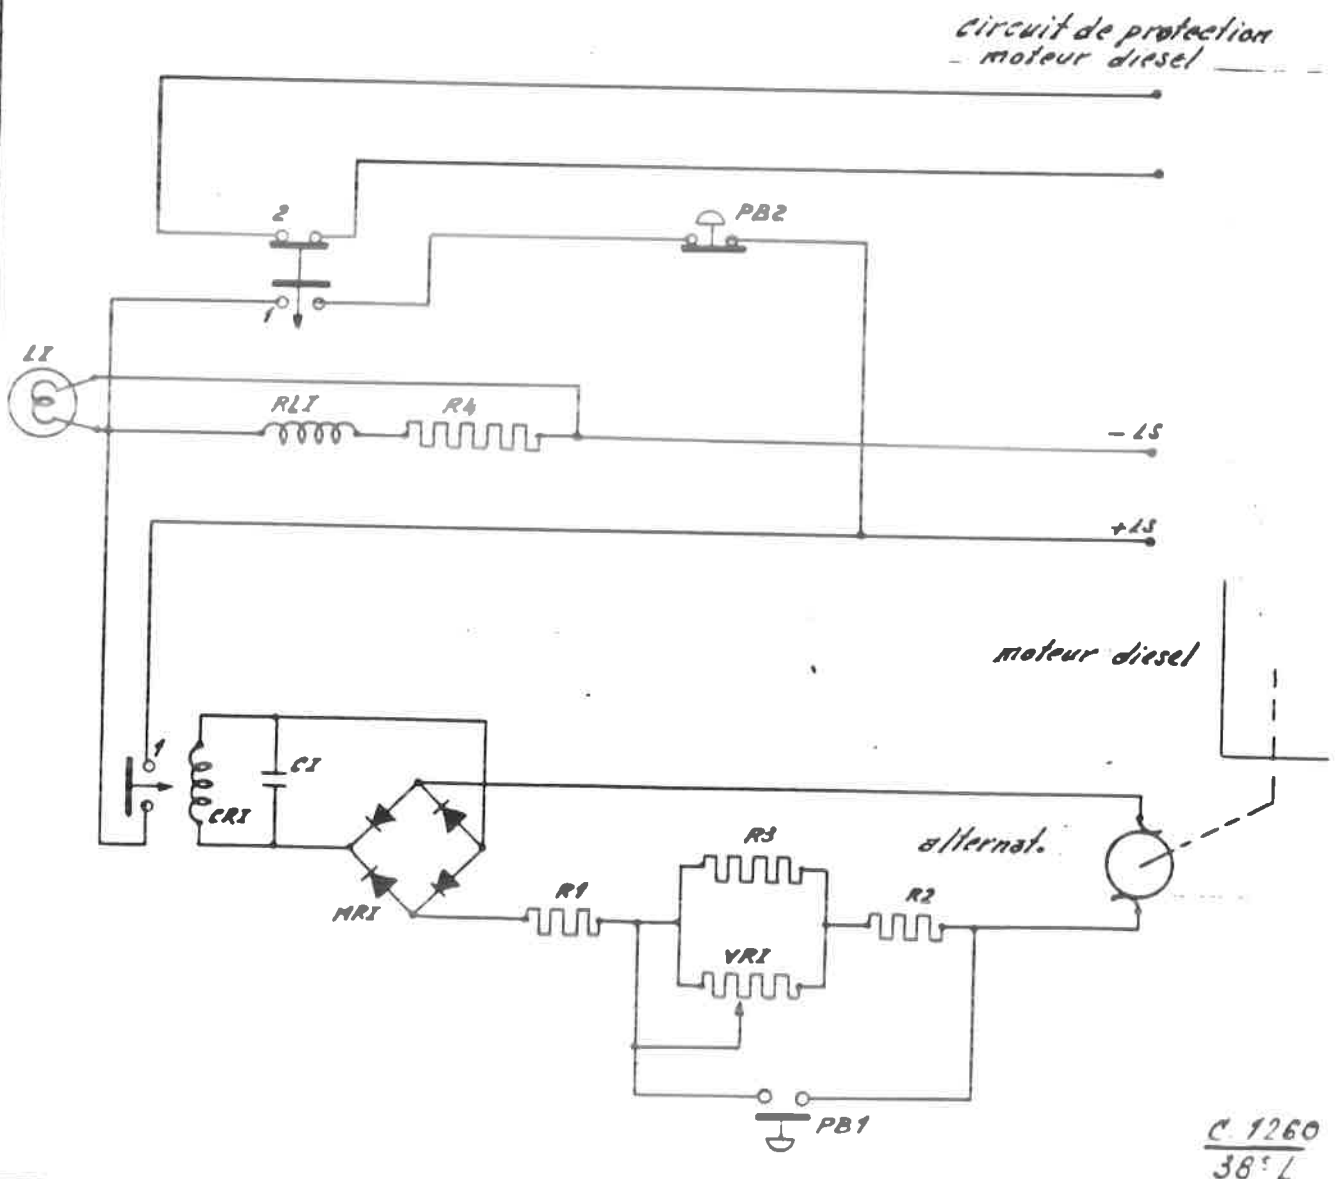 circuit de protection
moteur diesel
2
PB2
1
LI
RLI
R4
- LS
+LS
moteur diesel
1
CI
CRI
R3
alternat.
MRI
R1
R2
VRI
PB1
C. 1260
38